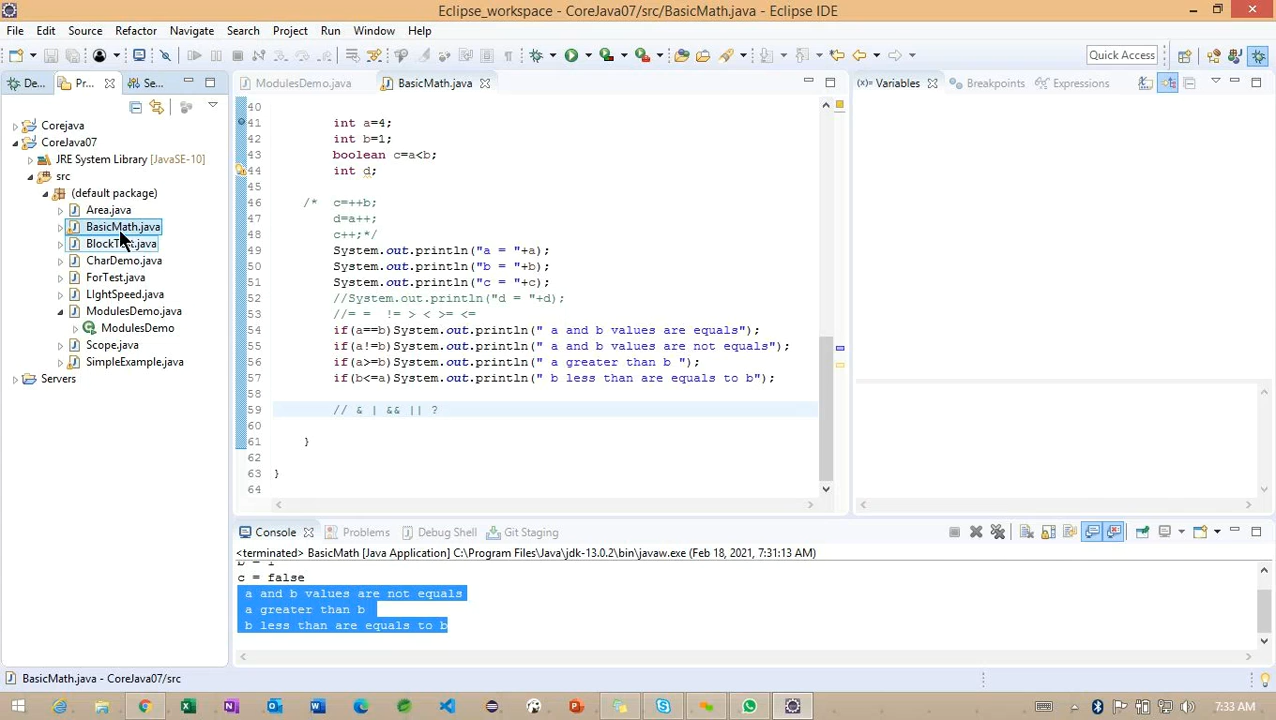 Eclipse_workspace - CoreJava07/src/BasicMath.java - Eclipse IDE
File Edit Source Refactor Navigate Search Project Run Window Help
Quick Access
De... Pr... Se...
ModulesDemo.java BasicMath.java
Variables Breakpoints Expressions
Corejava
CoreJava07
JRE System Library [JavaSE-10]
src
(default package)
Area.java
BasicMath.java
CharDemo.java
ForTest.java
LIghtSpeed.java
ModulesDemo.java
ModulesDemo
Scope.java
SimpleExample.java
Servers
40
41 int a=4;
42 int b=1;
43 boolean c=a<b;
44 int d;
45
46 /* c=++b;
47 d=a++;
48 c++;*/
49 System.out.println("a = "+a);
50 System.out.println("b = "+b);
51 System.out.println("c = "+c);
52 //System.out.println("d = "+d);
53 //= = != > < >= <=
54 if(a==b)System.out.println(" a and b values are equals");
55 if(a!=b)System.out.println(" a and b values are not equals");
56 if(a>=b)System.out.println(" a greater than b ");
57 if(b<=a)System.out.println(" b less than are equals to b");
58
59 // & | && || ?
60
61 }
62
63 }
64
Console Problems Debug Shell Git Staging
<terminated> BasicMath [Java Application] C:\Program Files\Java\jdk-13.0.2\bin\javaw.exe (Feb 18, 2021, 7:31:13 AM)
b = 1
c = false
a and b values are not equals
a greater than b
b less than are equals to b
BasicMath.java - CoreJava07/src
7:33 AM